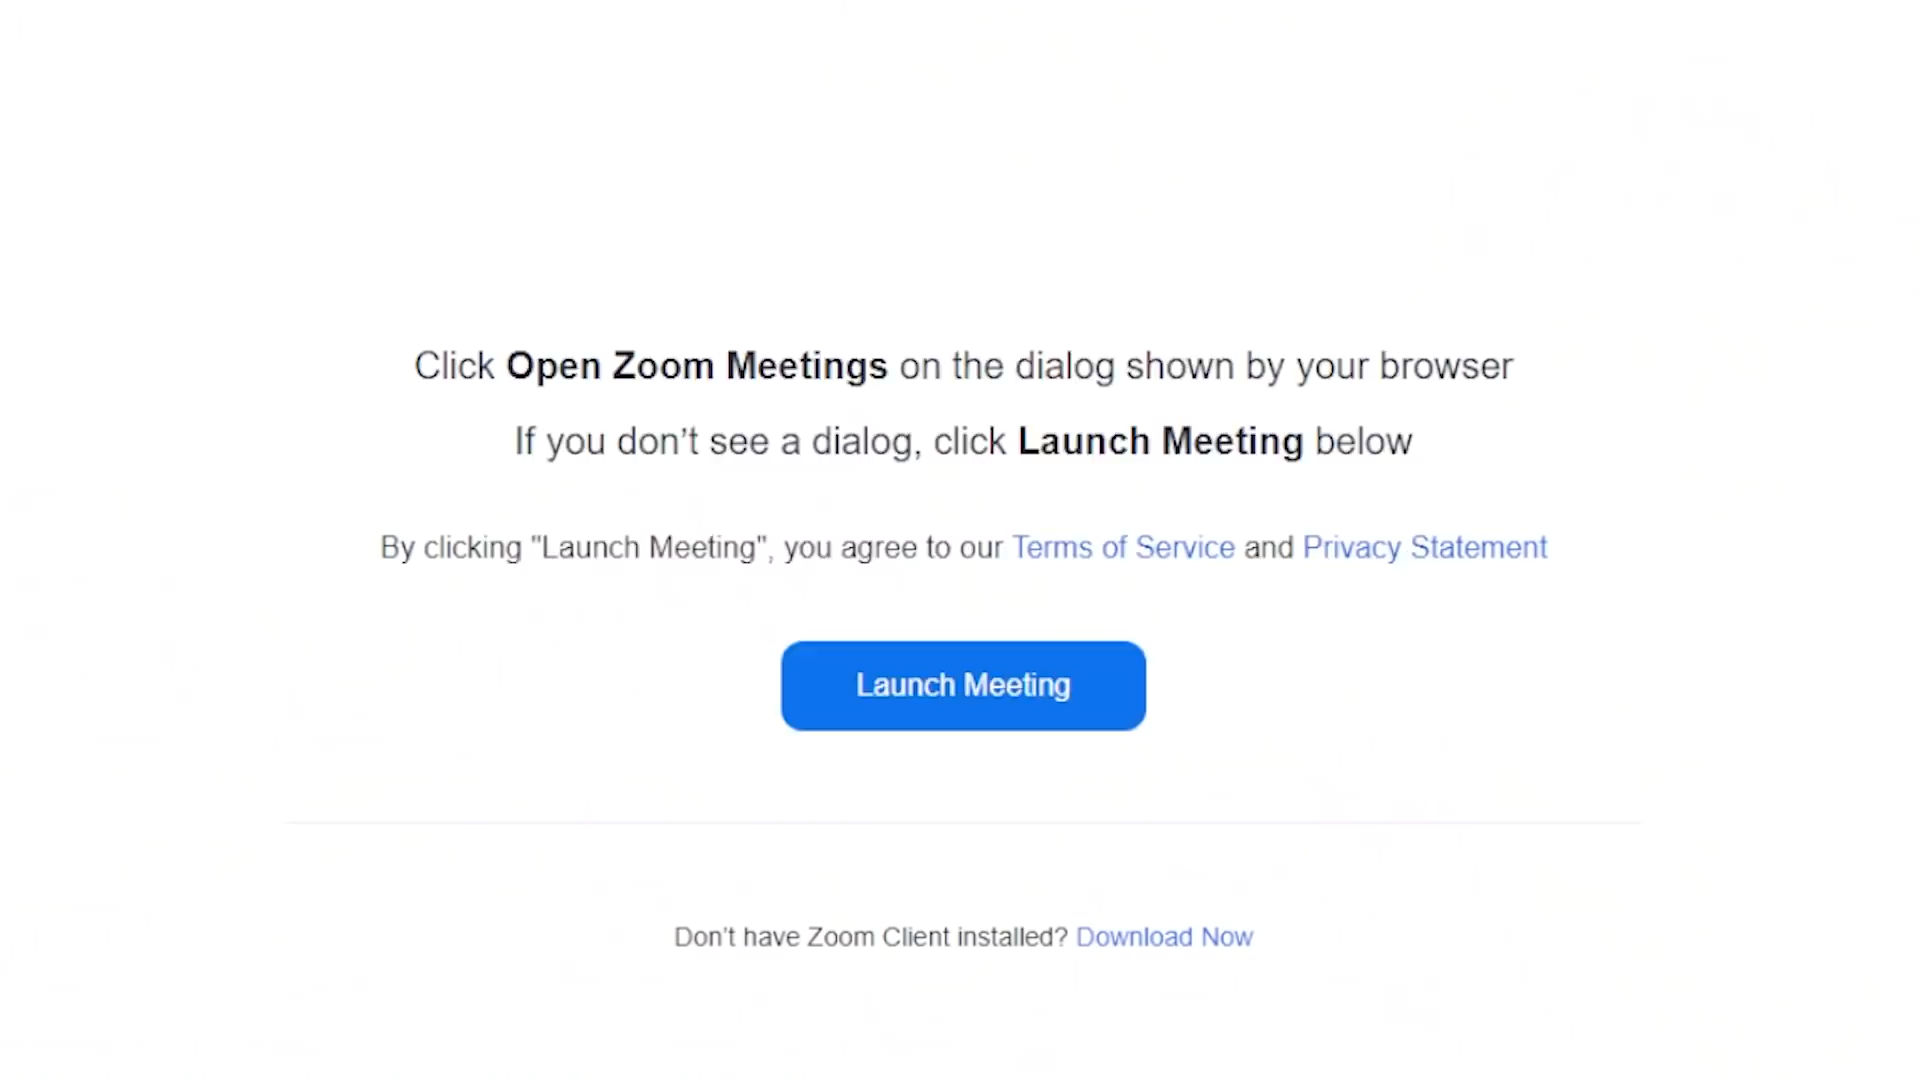 Click Open Zoom Meetings on the dialog shown by your browser
If you don’t see a dialog, click Launch Meeting below
By clicking "Launch Meeting", you agree to our Terms of Service and Privacy Statement
Launch Meeting
Don’t have Zoom Client installed? Download Now